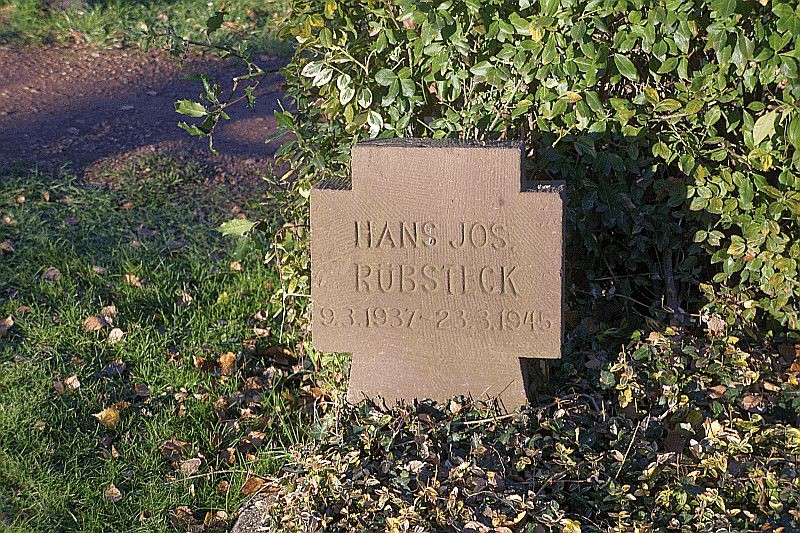 HANS JOS.
RÜBSTECK
9.3.1937-23.3.1945